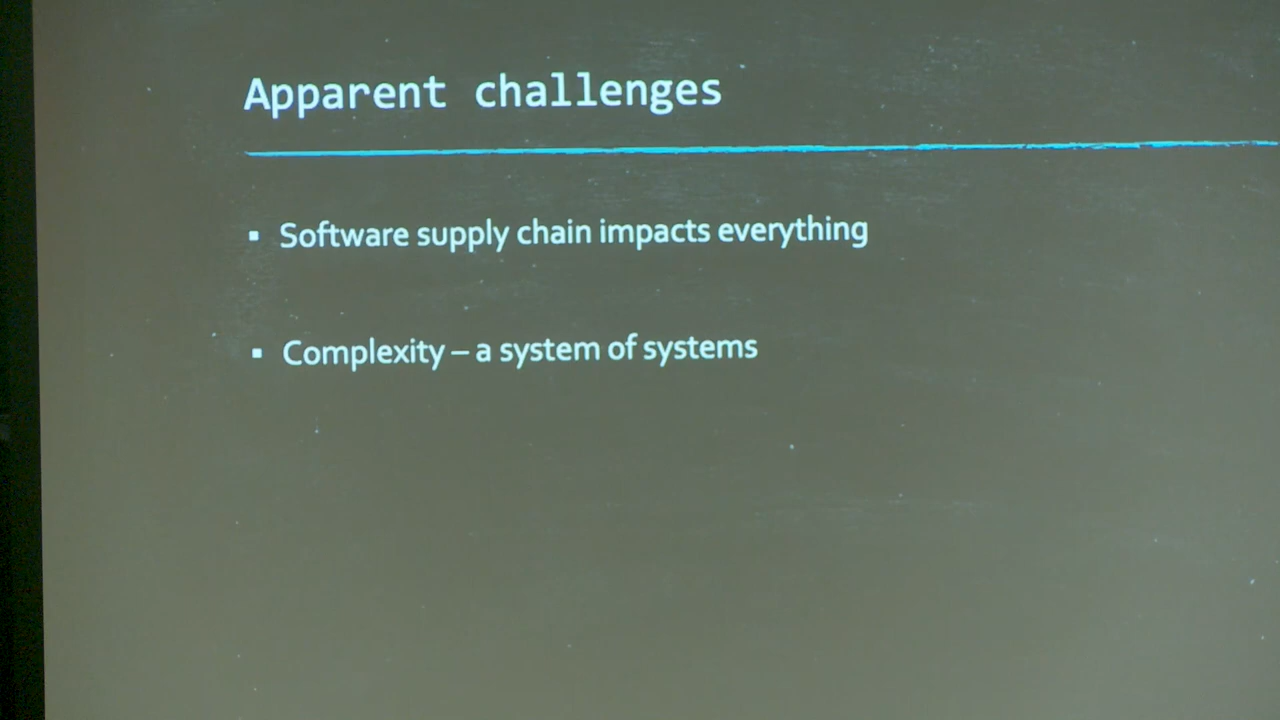 Apparent challenges
▪ Software supply chain impacts everything
▪ Complexity – a system of systems